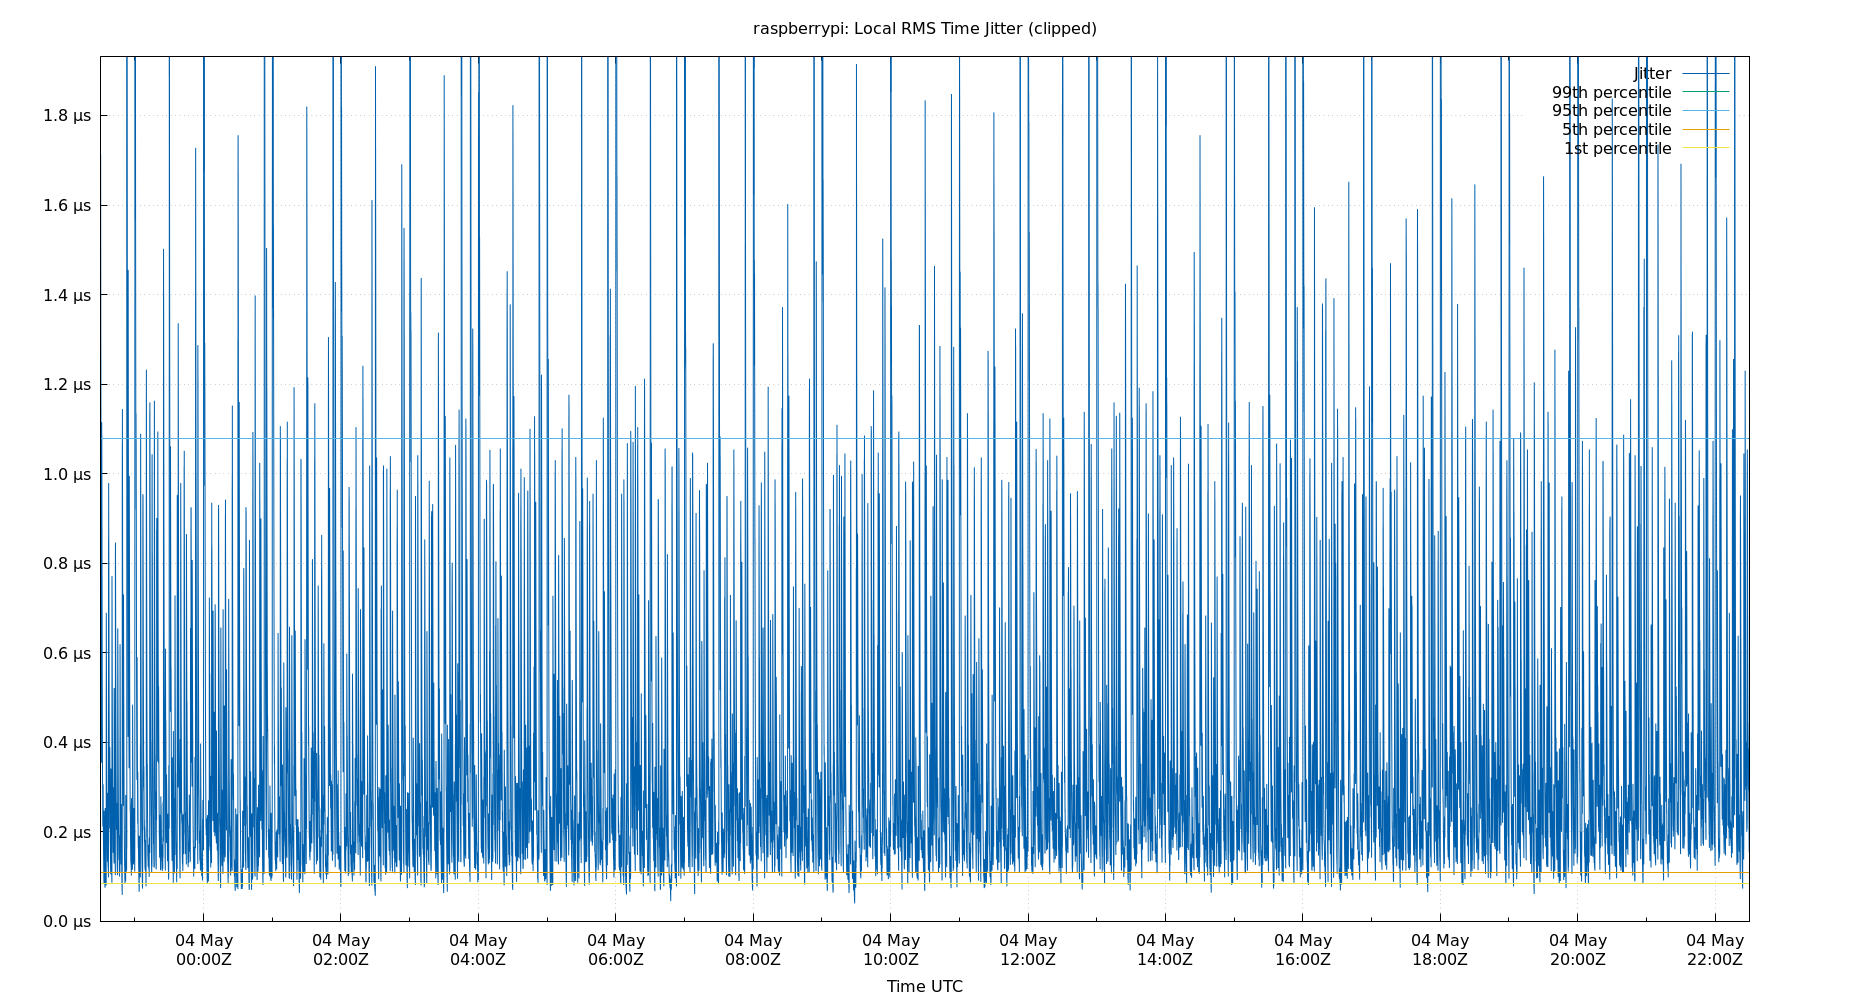 raspberrypi: Local RMS Time Jitter (clipped)
Jitter
99th percentile
95th percentile
5th percentile
1st percentile
1.8 µs
1.6 µs
1.4 µs
1.2 µs
1.0 µs
0.8 µs
0.6 µs
0.4 µs
0.2 µs
0.0 µs
04 May 04 May 04 May 04 May 04 May 04 May 04 May 04 May 04 May 04 May 04 May 04 May
00:00Z 02:00Z 04:00Z 06:00Z 08:00Z 10:00Z 12:00Z 14:00Z 16:00Z 18:00Z 20:00Z 22:00Z
Time UTC